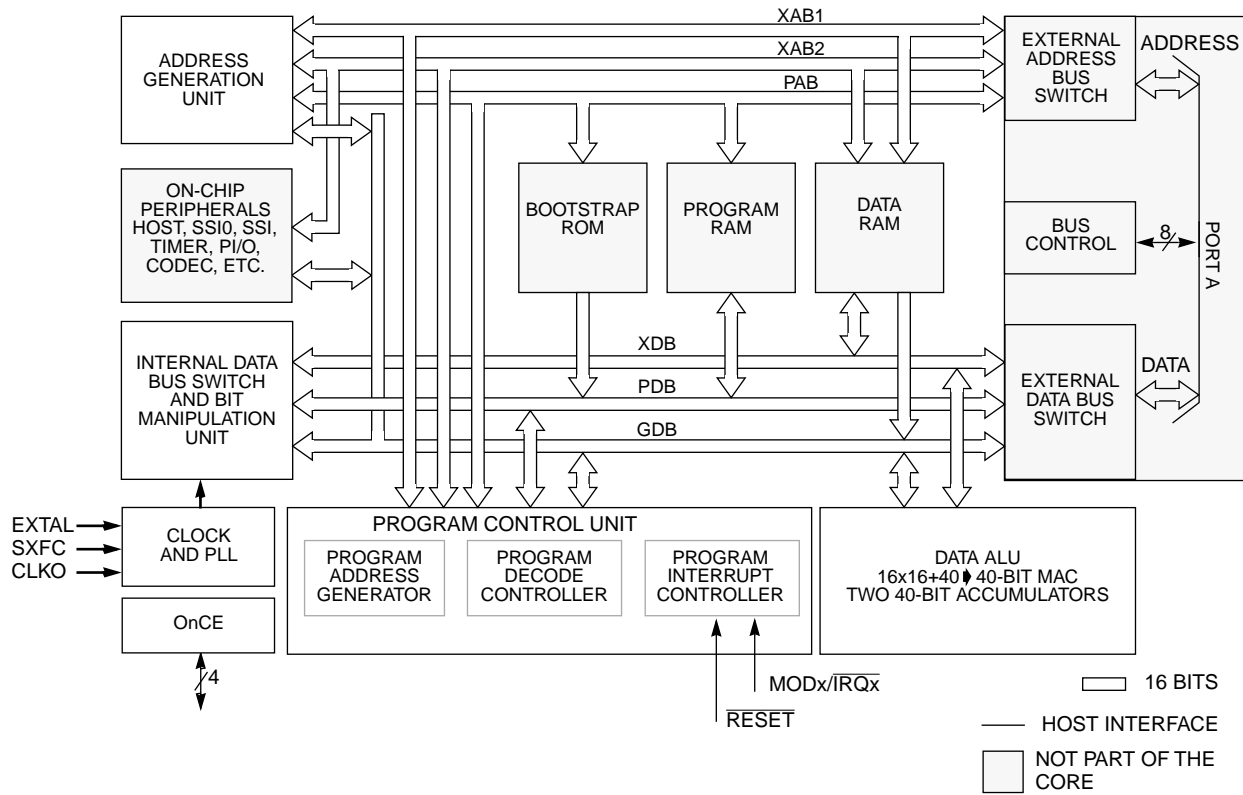 XAB1
XAB2
PAB
ADDRESS
GENERATION
UNIT
EXTERNAL
ADDRESS
BUS
SWITCH
ADDRESS
ON-CHIP
PERIPHERALS
HOST, SSI0, SSI,
TIMER, PI/O,
CODEC, ETC.
BOOTSTRAP
ROM
PROGRAM
RAM
DATA
RAM
BUS
CONTROL
8
PORT A
INTERNAL DATA
BUS SWITCH
AND BIT
MANIPULATION
UNIT
XDB
PDB
GDB
EXTERNAL
DATA BUS
SWITCH
DATA
EXTAL
SXFC
CLKO
CLOCK
AND PLL
PROGRAM CONTROL UNIT
PROGRAM
ADDRESS
GENERATOR
PROGRAM
DECODE
CONTROLLER
PROGRAM
INTERRUPT
CONTROLLER
DATA ALU
16x16+40 ➧ 40-BIT MAC
TWO 40-BIT ACCUMULATORS
OnCE
4
MODx/IRQx
RESET
16 BITS
HOST INTERFACE
NOT PART OF THE
CORE